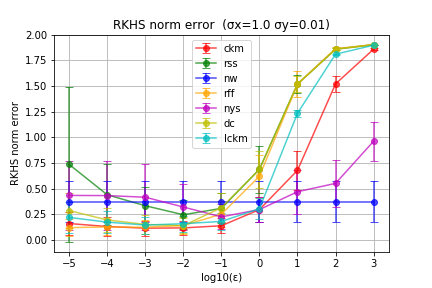 RKHS norm error (σx=1.0 σy=0.01)
RKHS norm error
2.00
1.75
1.50
1.25
1.00
0.75
0.50
0.25
0.00
ckm
rss
nw
rff
nys
dc
lckm
−5 −4 −3 −2 −1 0 1 2 3
log10(ε)